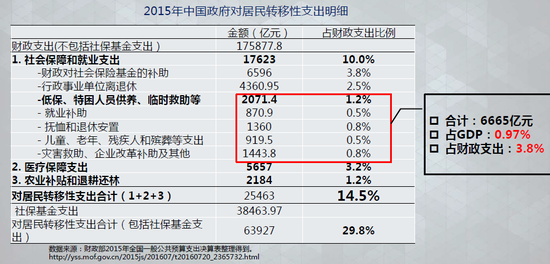 2015年中国政府对居民转移性支出明细
金额（亿元） 占财政支出比例
财政支出(不包括社保基金支出） 175877.8
1. 社会保障和就业支出 17623 10.0%
-财政对社会保险基金的补助 6596 3.8%
-行政事业单位离退休 4360.95 2.5%
-低保、特困人员供养、临时救助等 2071.4 1.2%
- 就业补助 870.9 0.5%
- 抚恤和退休安置 1360 0.8%
- 儿童、老年、残疾人和殡葬等支出 919.5 0.5%
-灾害救助、企业改革补助及其他 1443.8 0.8%
2. 医疗保障支出 5657 3.2%
3. 农业补贴和退耕还林 2184 1.2%
对居民转移性支出合计（1+2+3） 25463 14.5%
社保基金支出 38463.97
对居民转移性支出合计（包括社保基金支出） 63927 29.8%
合计：6665亿元
占GDP：0.97%
占财政支出：3.8%
数据来源：财政部2015年全国一般公共预算支出决算表整理得到。
http://yss.mof.gov.cn/2015js/201607/t20160720_2365732.html